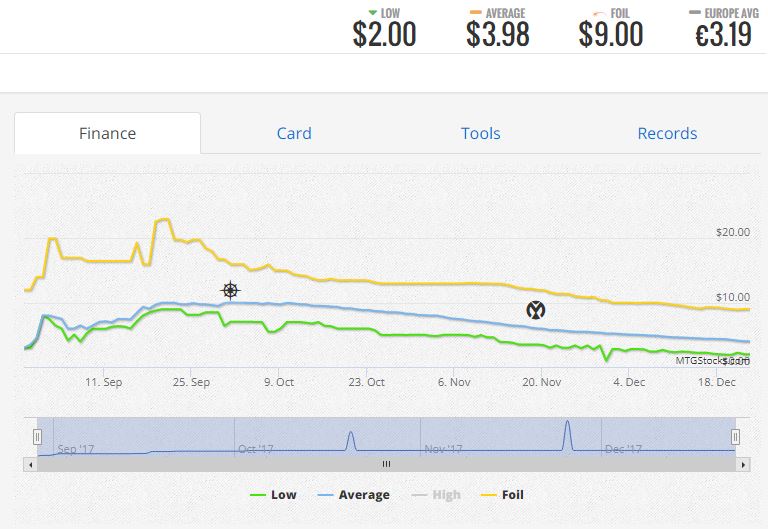 LOW AVERAGE FOIL EUROPE AVG
$2.00 $3.98 $9.00 €3.19
Finance Card Tools Records
$20.00
$10.00
MTGStocks.com
$0.00
11. Sep 25. Sep 9. Oct 23. Oct 6. Nov 20. Nov 4. Dec 18. Dec
Sep '17 Oct '17 Nov '17 Dec '17
Low Average High Foil